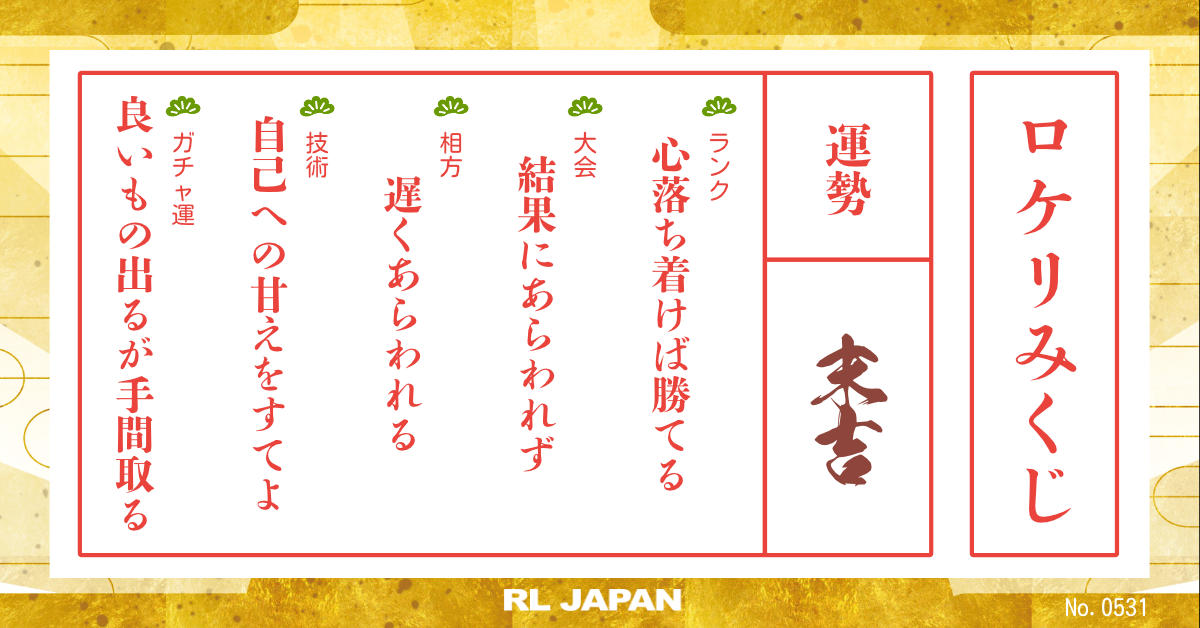 ロケリみくじ
運勢
末吉
ランク
心落ち着けば勝てる
大会
結果にあらわれず
相方
遅くあらわれる
技術
自己への甘えをすてよ
ガチャ運
良いもの出るが手間取る
RL JAPAN
No. 0531